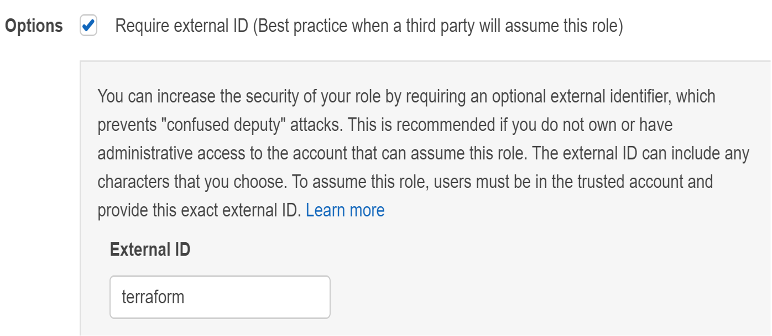 Options Require external ID (Best practice when a third party will assume this role)
You can increase the security of your role by requiring an optional external identifier, which
prevents "confused deputy" attacks. This is recommended if you do not own or have
administrative access to the account that can assume this role. The external ID can include any
characters that you choose. To assume this role, users must be in the trusted account and
provide this exact external ID. Learn more
External ID
terraform